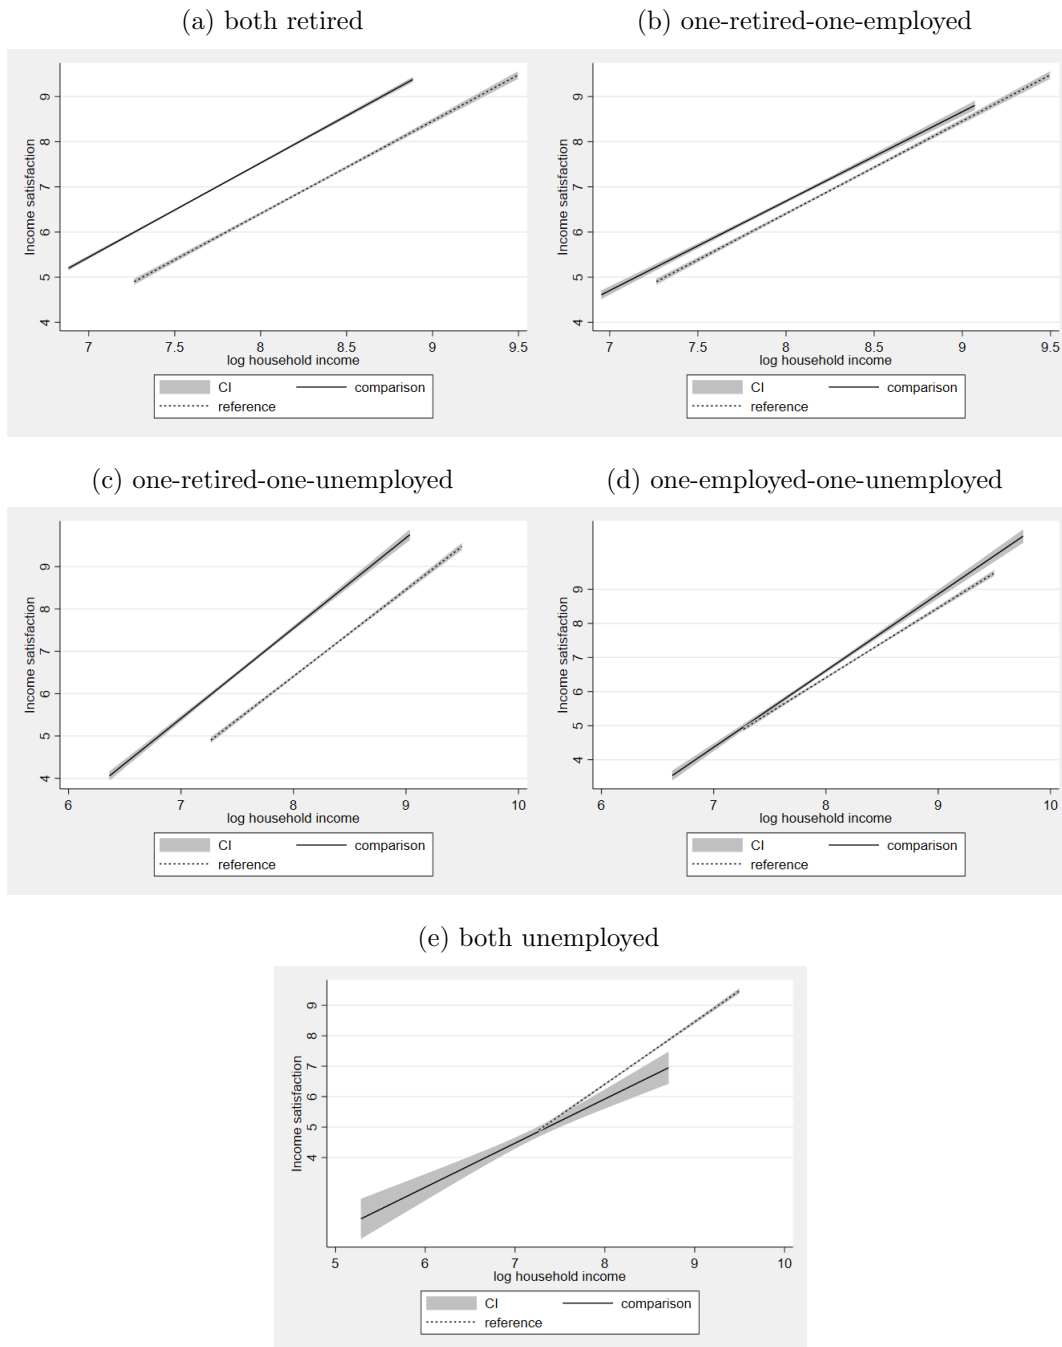 (a) both retired
(b) one-retired-one-employed
Income satisfaction
9
8
7
6
5
4
7 7.5 8 8.5 9 9.5
log household income
CI comparison
reference
Income satisfaction
9
8
7
6
5
4
7 7.5 8 8.5 9 9.5
log household income
CI comparison
reference
(c) one-retired-one-unemployed
(d) one-employed-one-unemployed
Income satisfaction
9
8
7
6
5
4
6 7 8 9 10
log household income
CI comparison
reference
Income satisfaction
9
8
7
6
5
4
6 7 8 9 10
log household income
CI comparison
reference
(e) both unemployed
Income satisfaction
9
8
7
6
5
4
5 6 7 8 9 10
log household income
CI comparison
reference